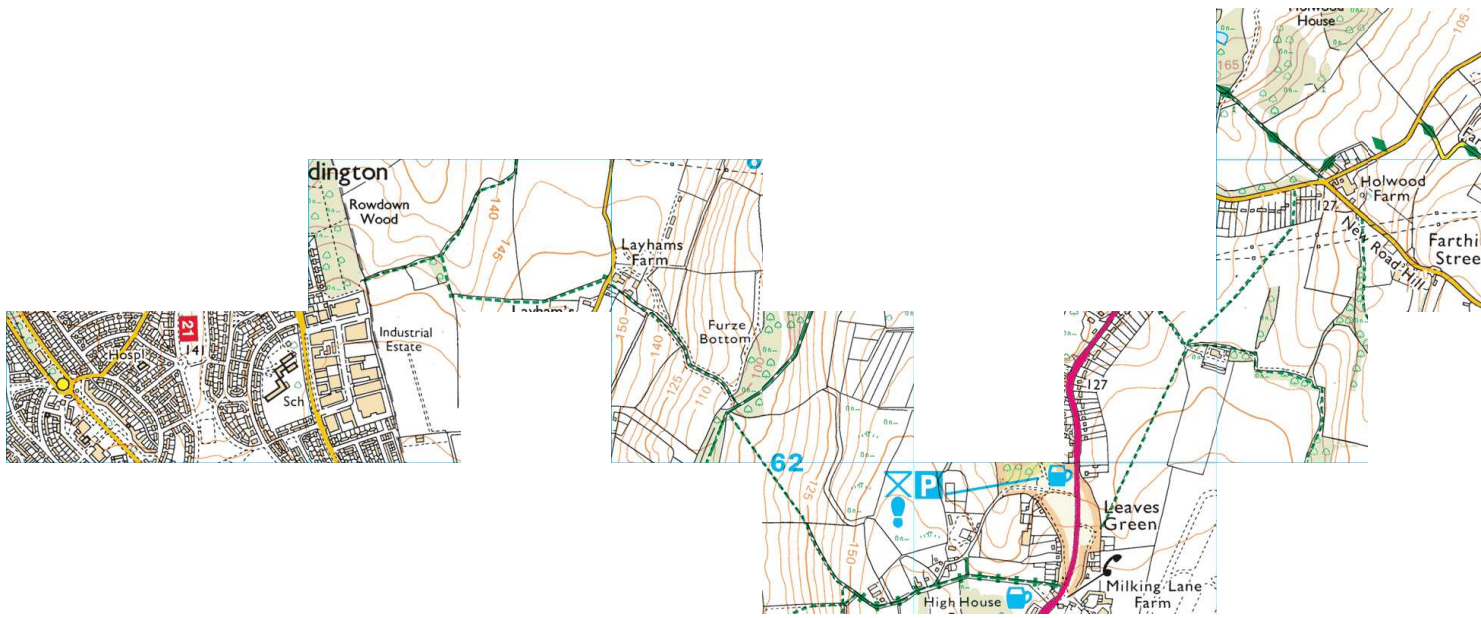 House
105
165
dington
Rowdown
Wood
140
145
Layhams
Farm
Holwood
Farm
127
New Road Hill
Farthi
Stree
21
141
Hospl
Sch
Industrial
Estate
150
140
125
110
100
Furze
Bottom
127
62
125
150
P
Leaves
Green
High House
Milking Lane
Farm